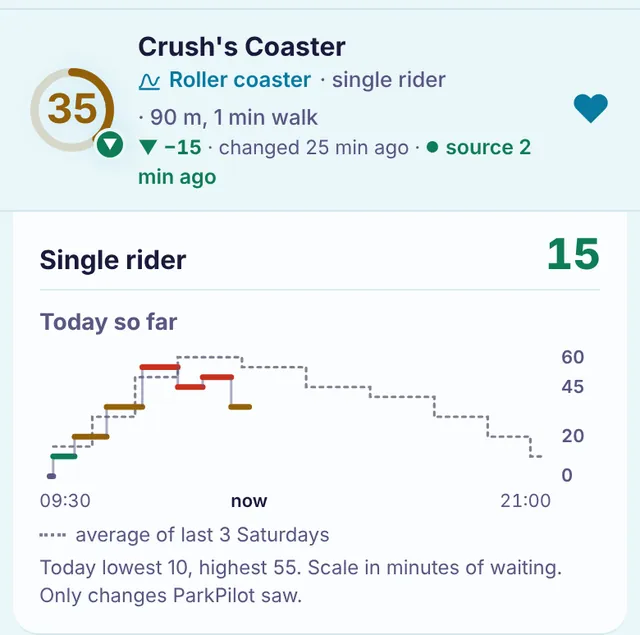 Crush's Coaster
35
Roller coaster · single rider
· 90 m, 1 min walk
▼ −15 · changed 25 min ago · ● source 2
min ago
Single rider
15
Today so far
60
45
20
0
09:30 now 21:00
average of last 3 Saturdays
Today lowest 10, highest 55. Scale in minutes of waiting.
Only changes ParkPilot saw.